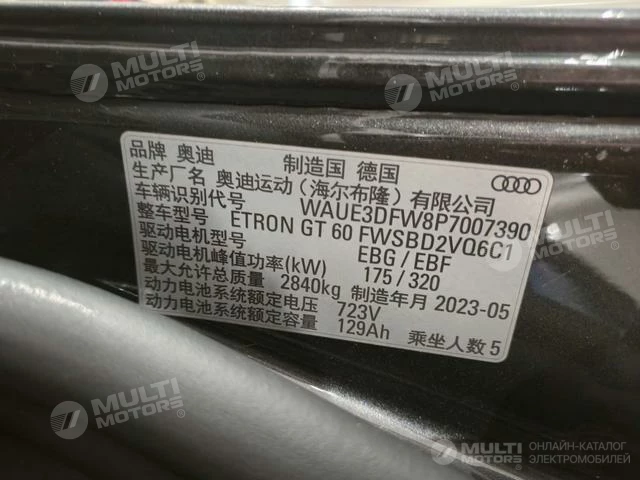 MULTI MOTORS®
MULTI MOTORS®
品牌 奥迪 制造国 德国
生产厂名 奥迪运动（海尔布隆）有限公司
车辆识别代号 WAUE3DFW8P7007390
整车型号 ETRON GT 60 FWSBD2VQ6C1
驱动电机型号 EBG / EBF
驱动电机峰值功率(kW) 175 / 320
最大允许总质量 2840kg 制造年月 2023-05
动力电池系统额定电压 723V
动力电池系统额定容量 129Ah 乘坐人数 5
MULTI MOTORS®
MULTI MOTORS®
ОНЛАЙН-КАТАЛОГ
ЭЛЕКТРОМОБИЛЕЙ